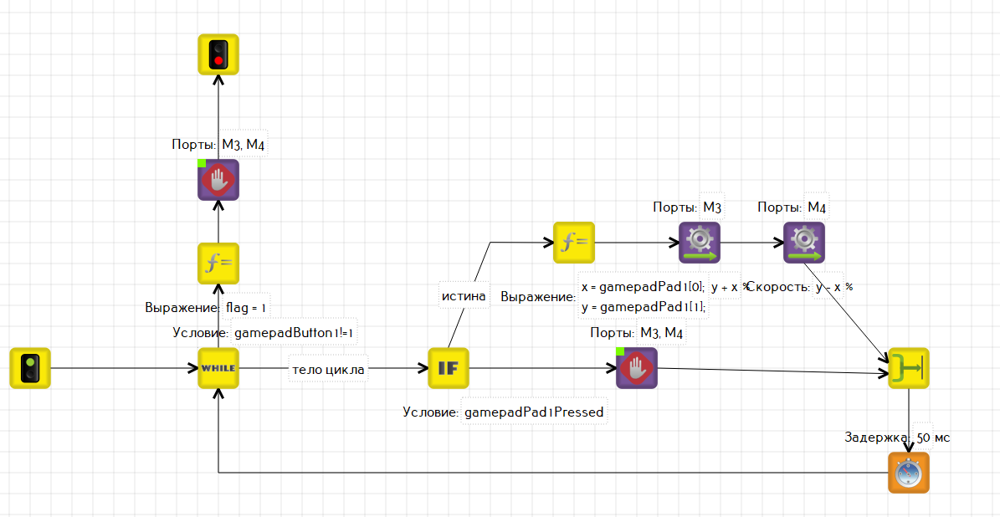 Порты: M3, M4
Порты: M3
Порты: M4
f=
f=
Выражение: x = gamepadPad1[0];
y = gamepadPad1[1];
y + x %
Скорость: y - x %
истина
Выражение: flag = 1
Условие: gamepadButton1!=1
Порты: M3, M4
WHILE
тело цикла
IF
Условие: gamepadPad1Pressed
Задержка: 50 мс